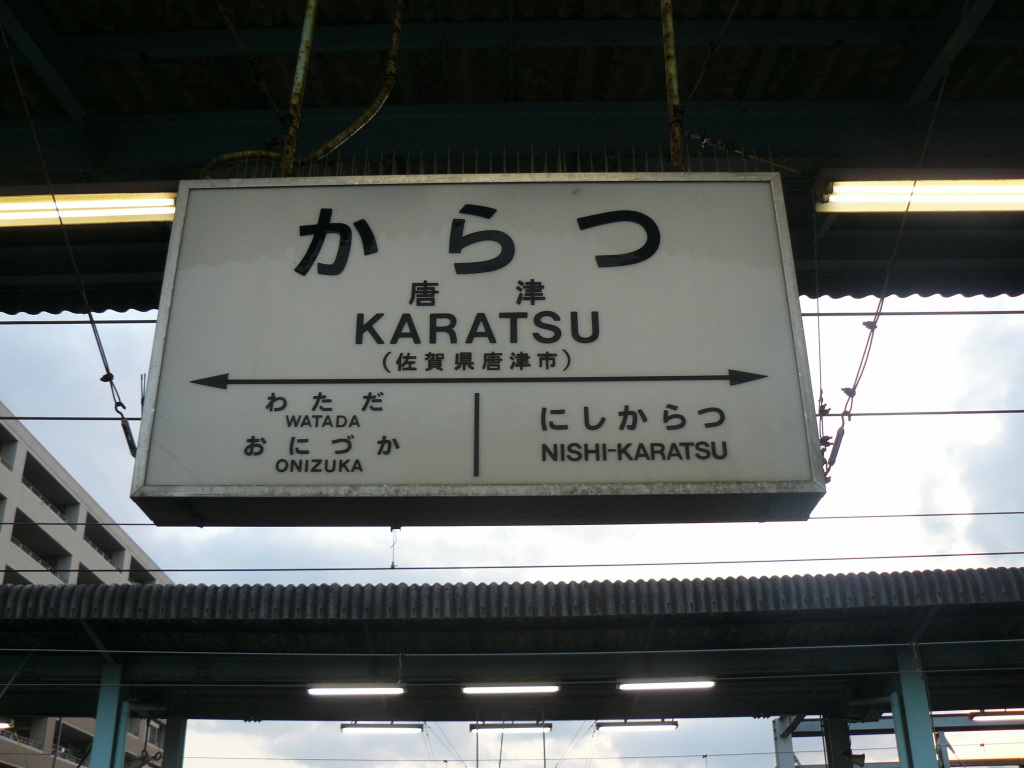 からつ
唐津
KARATSU
(佐賀県唐津市)
わただ
WATADA
おにづか
ONIZUKA
にしからつ
NISHI-KARATSU